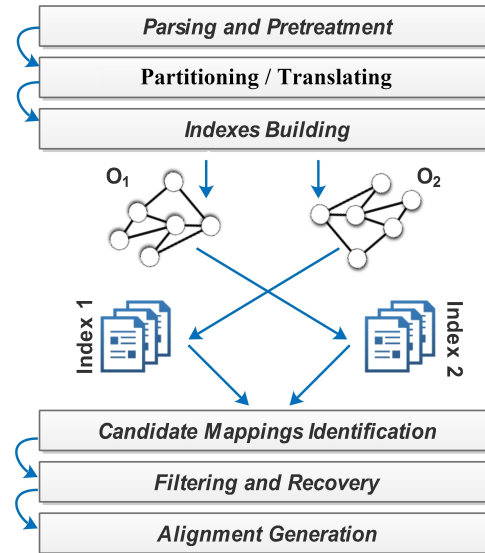 Parsing and Pretreatment
Partitioning / Translating
Indexes Building
O₁
O₂
Index 1
Index 2
Candidate Mappings Identification
Filtering and Recovery
Alignment Generation